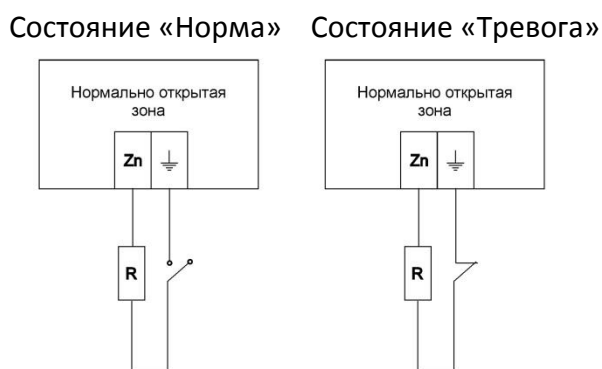 Состояние «Норма» Состояние «Тревога»
Нормально открытая
зона
Zn
R
Нормально открытая
зона
Zn
R